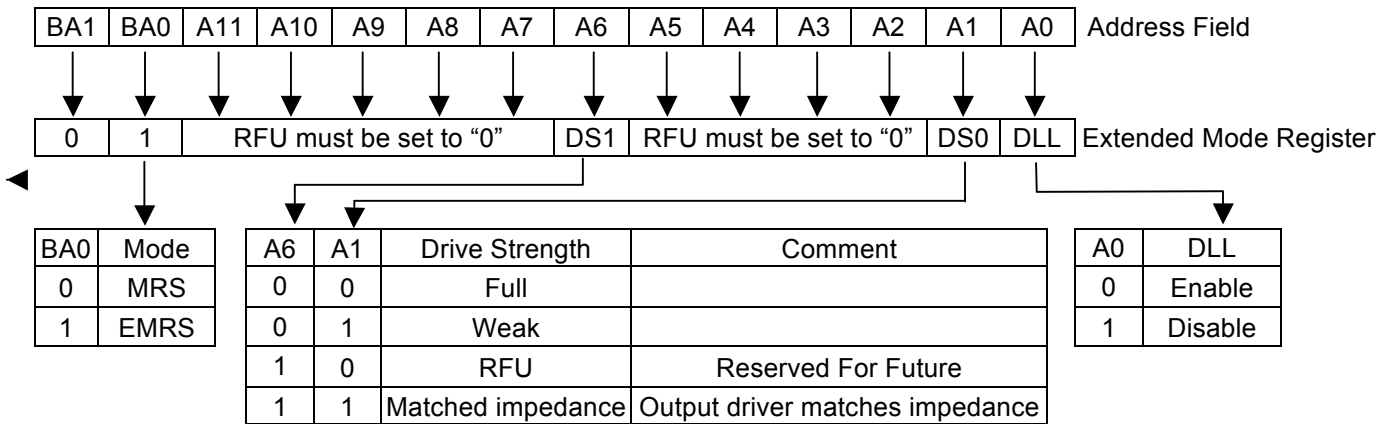 BA1 BA0 A11 A10 A9 A8 A7 A6 A5 A4 A3 A2 A1 A0 Address Field
0 1 RFU must be set to “0” DS1 RFU must be set to “0” DS0 DLL Extended Mode Register
BA0 Mode
0 MRS
1 EMRS
A6 A1 Drive Strength Comment
0 0 Full
0 1 Weak
1 0 RFU Reserved For Future
1 1 Matched impedance Output driver matches impedance
A0 DLL
0 Enable
1 Disable